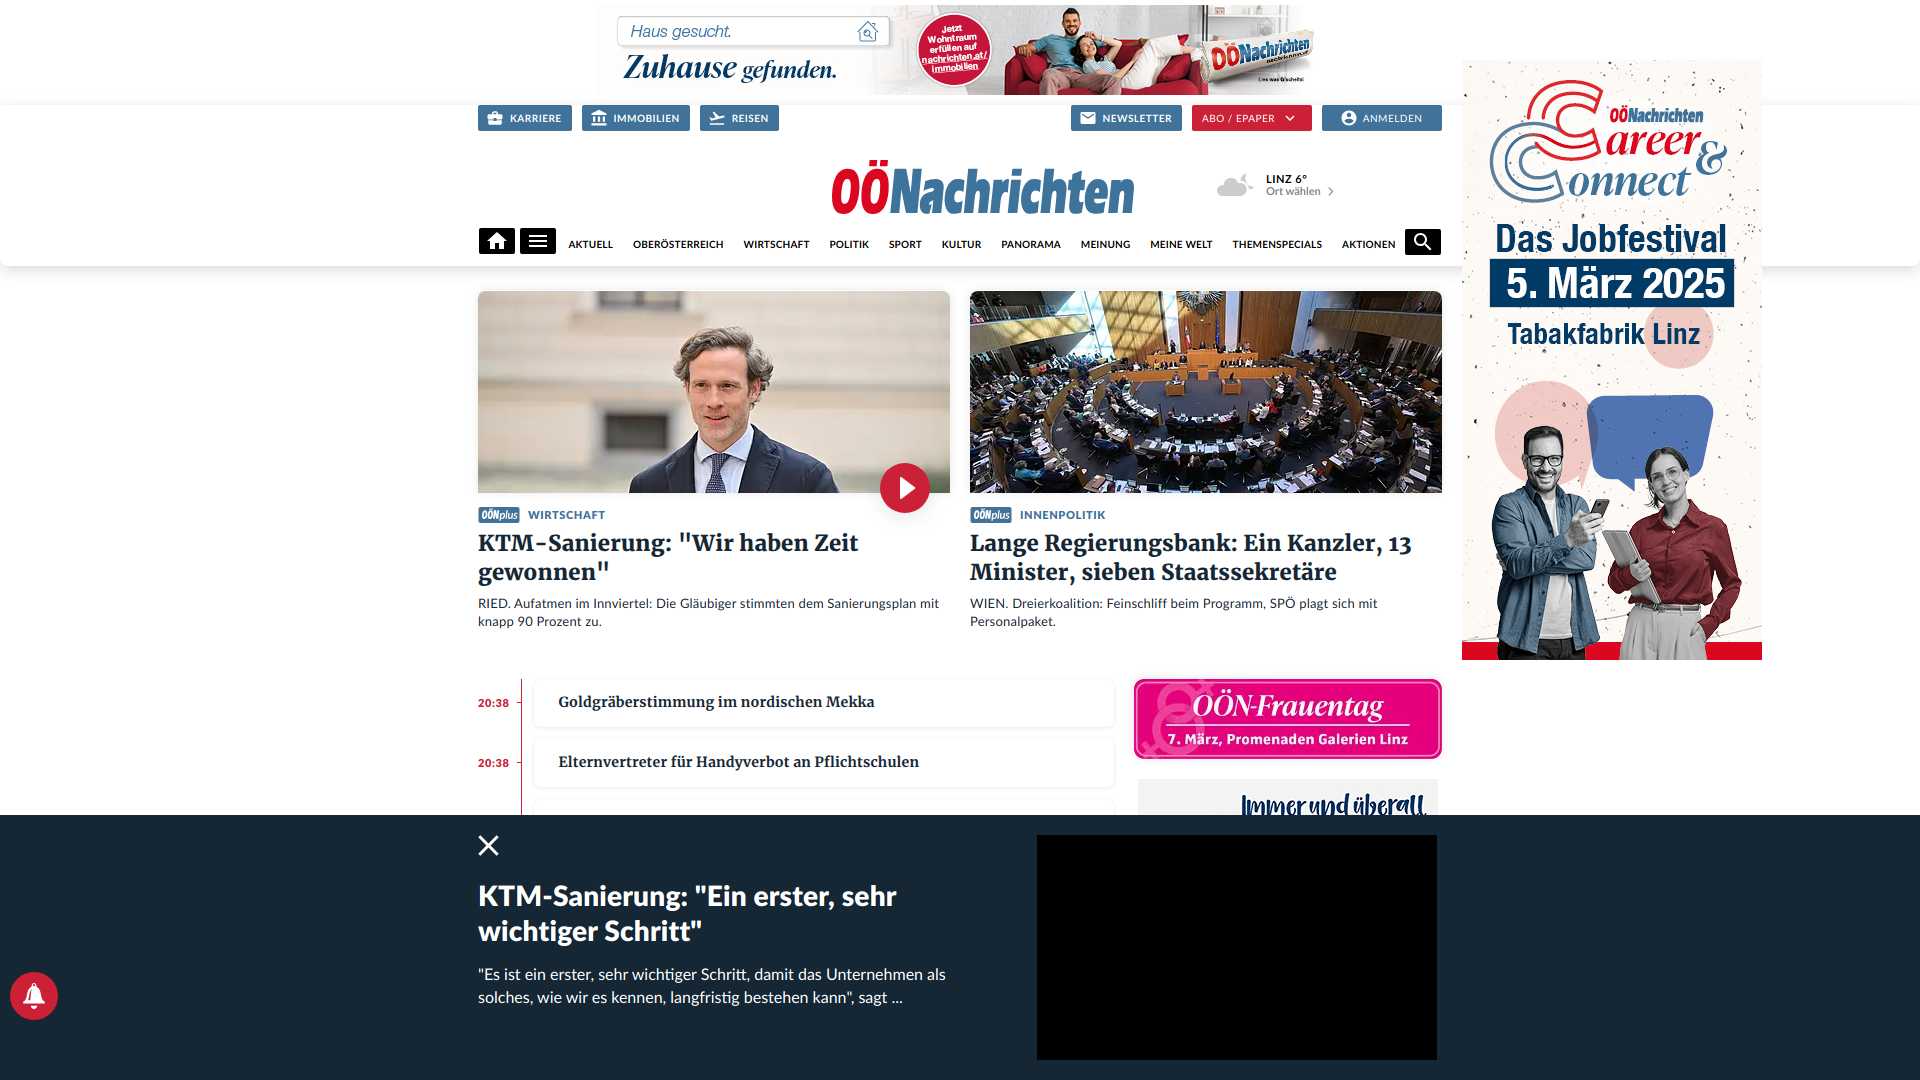 Haus gesucht.
Zuhause gefunden.
Jetzt
Wohntraum
erfüllen auf
nachrichten.at/
immobilien
OÖNachrichten
Lies was G'scheits!
KARRIERE
IMMOBILIEN
REISEN
NEWSLETTER
ABO / EPAPER
ANMELDEN
OÖNachrichten
LINZ 6°
Ort wählen
AKTUELL
OBERÖSTERREICH
WIRTSCHAFT
POLITIK
SPORT
KULTUR
PANORAMA
MEINUNG
MEINE WELT
THEMENSPECIALS
AKTIONEN
OÖNachrichten
Career &
Connect
Das Jobfestival
5. März 2025
Tabakfabrik Linz
OÖNplus WIRTSCHAFT
KTM-Sanierung: "Wir haben Zeit
gewonnen"
RIED. Aufatmen im Innviertel: Die Gläubiger stimmten dem Sanierungsplan mit
knapp 90 Prozent zu.
OÖNplus INNENPOLITIK
Lange Regierungsbank: Ein Kanzler, 13
Minister, sieben Staatssekretäre
WIEN. Dreierkoalition: Feinschliff beim Programm, SPÖ plagt sich mit
Personalpaket.
20:38 Goldgräberstimmung im nordischen Mekka
20:38 Elternvertreter für Handyverbot an Pflichtschulen
OÖN-Frauentag
7. März, Promenaden Galerien Linz
Immer und überall
KTM-Sanierung: "Ein erster, sehr
wichtiger Schritt"
"Es ist ein erster, sehr wichtiger Schritt, damit das Unternehmen als
solches, wie wir es kennen, langfristig bestehen kann", sagt ...